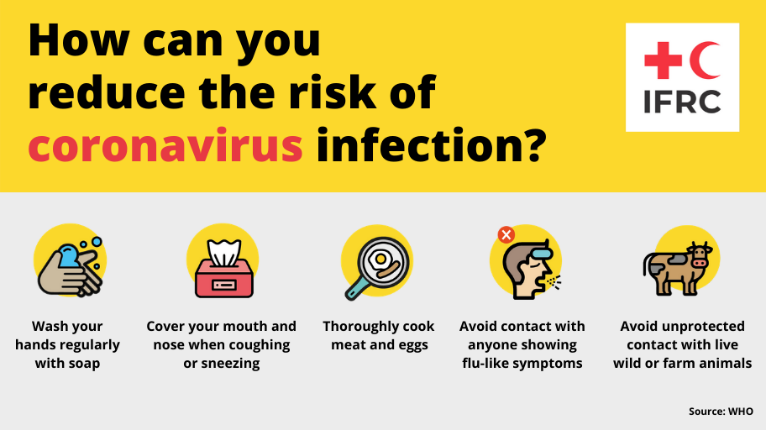 How can you
reduce the risk of
coronavirus infection?
IFRC
Wash your
hands regularly
with soap
Cover your mouth and
nose when coughing
or sneezing
Thoroughly cook
meat and eggs
Avoid contact with
anyone showing
flu-like symptoms
Avoid unprotected
contact with live
wild or farm animals
Source: WHO